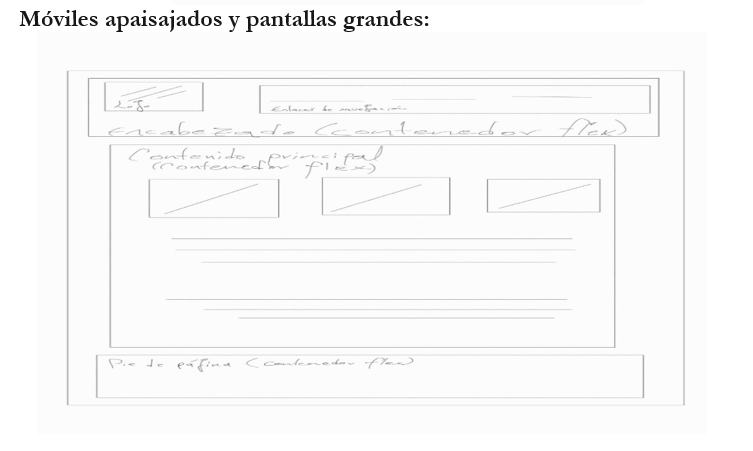 Móviles apaisajados y pantallas grandes:
Logo
Enlaces de navegación
Encabezado (contenedor flex)
Contenido principal
(Contenedor flex)
Pie de página (contenedor flex)